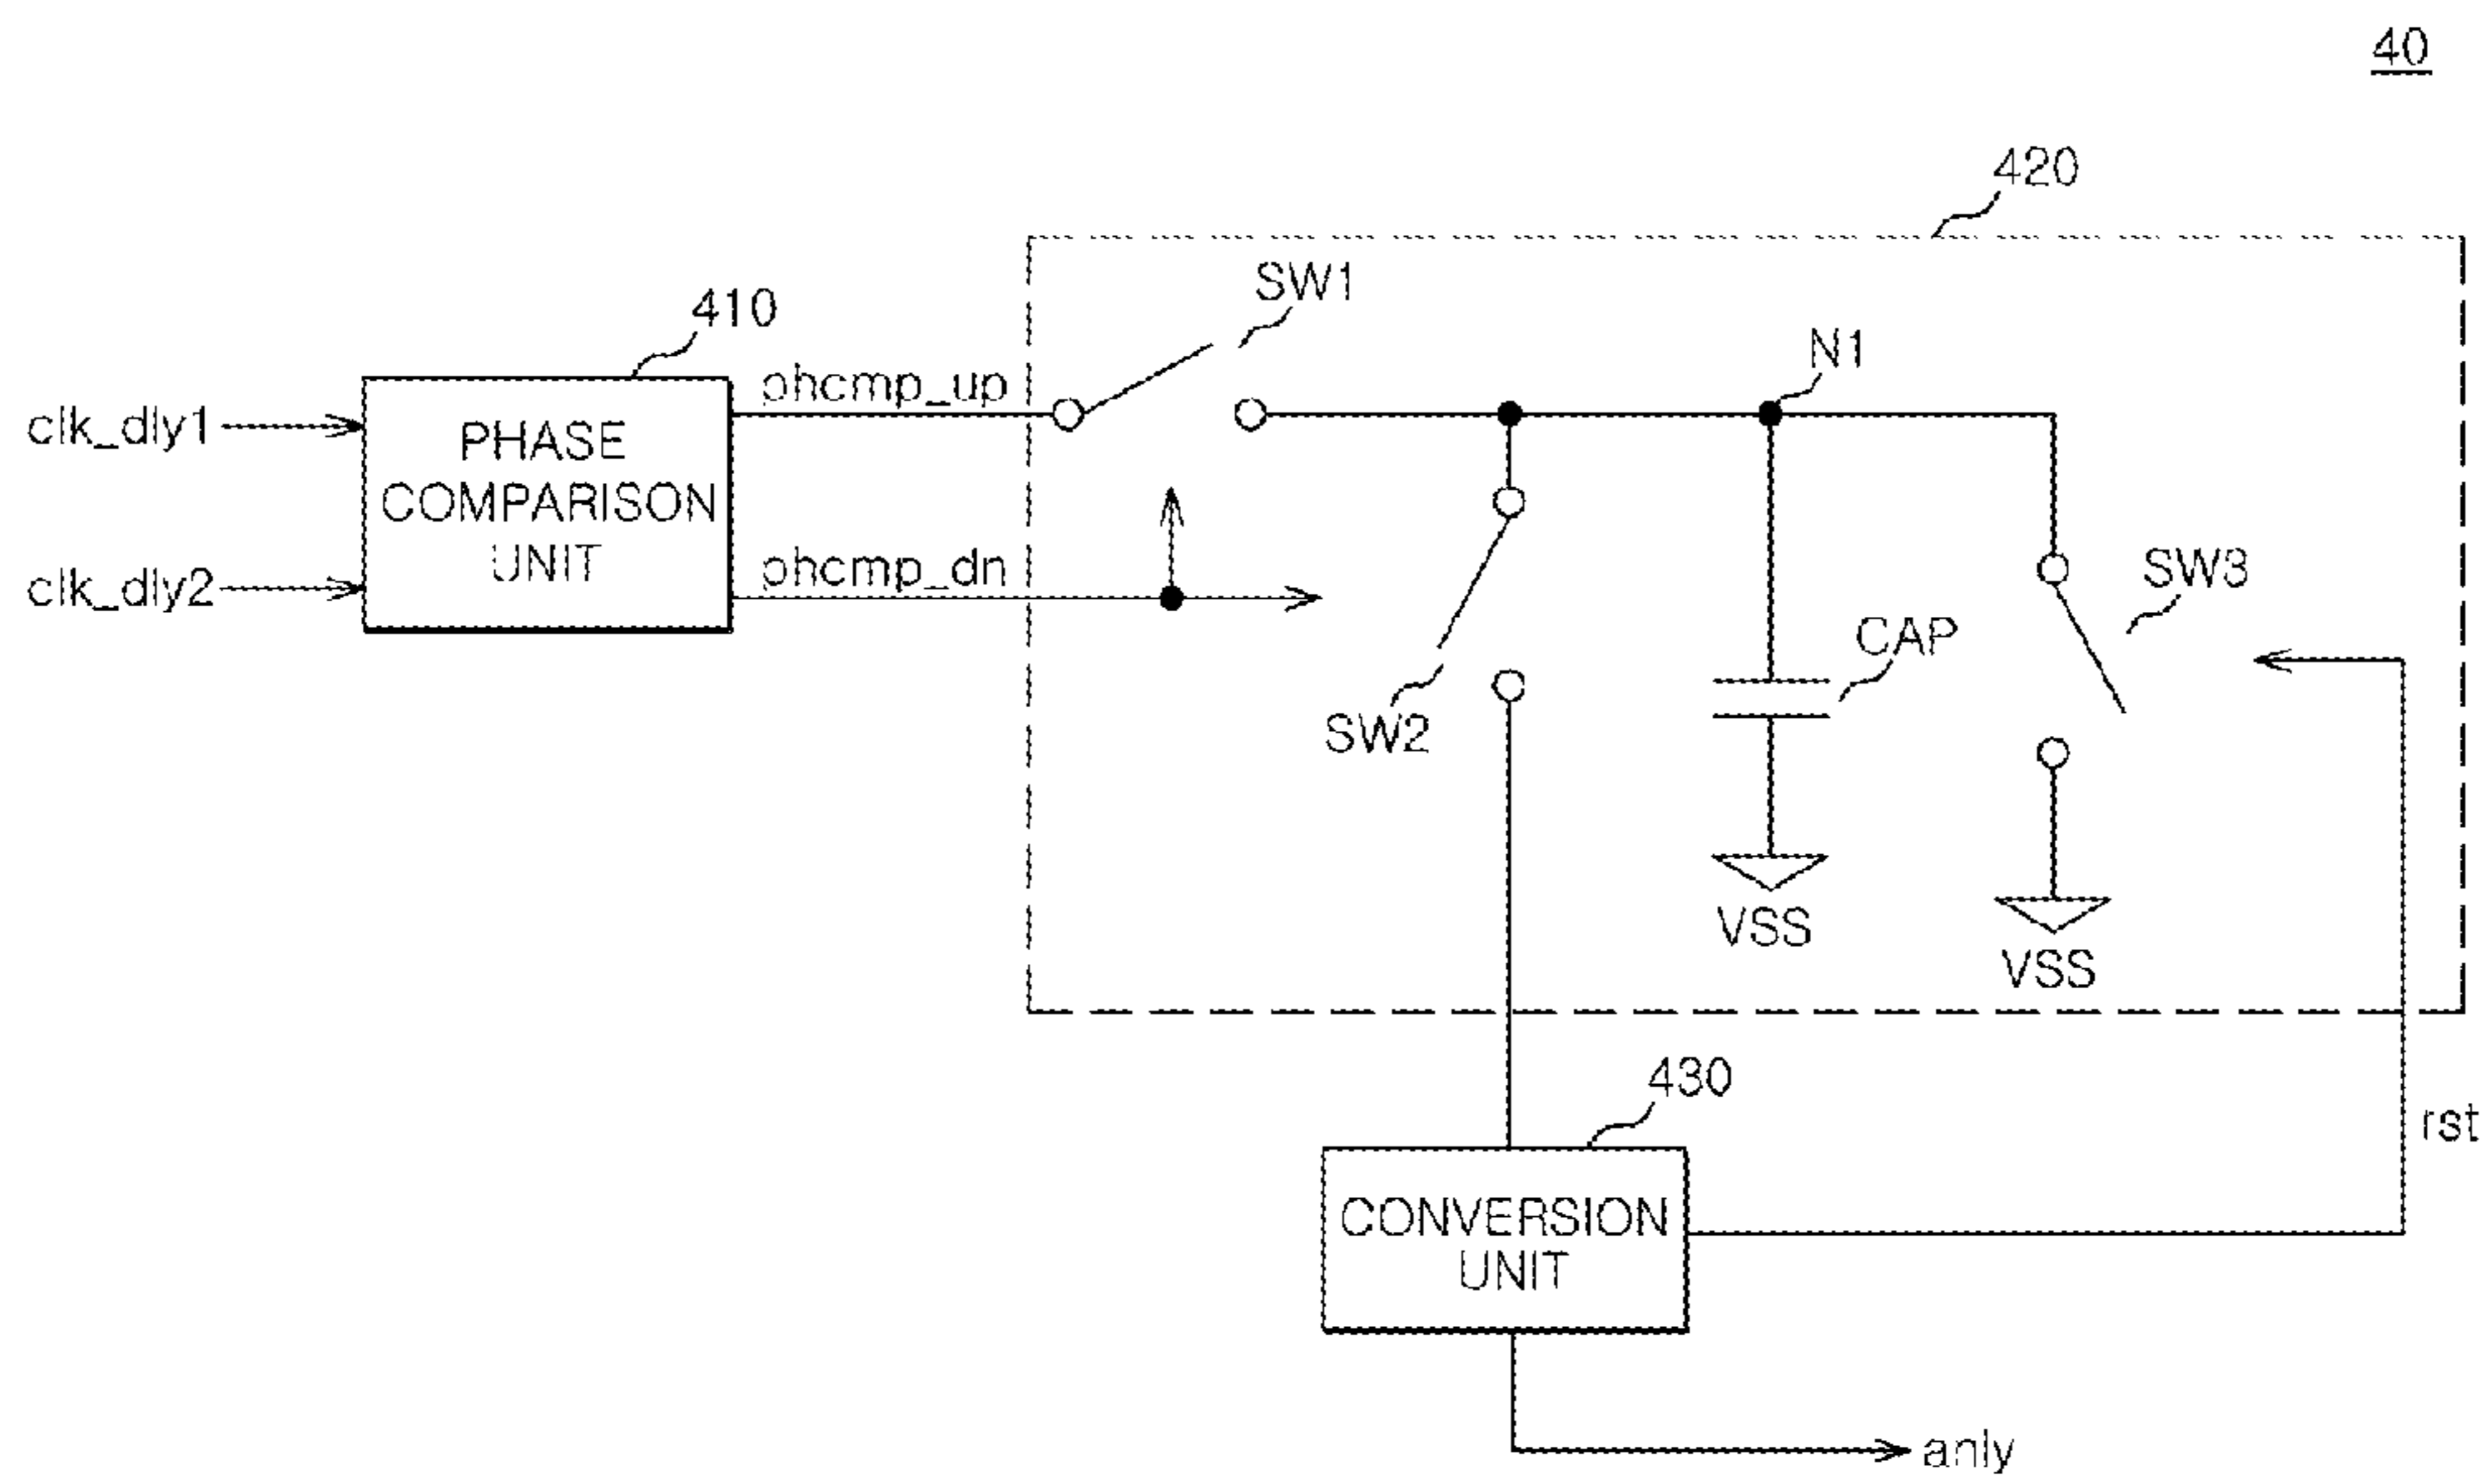 40
420
SW1
410
N1
phcmp_up
clk_dly1
PHASE
COMPARISON
UNIT
phcmp_dn
clk_dly2
SW3
CAP
SW2
VSS
VSS
430
rst
CONVERSION
UNIT
anly